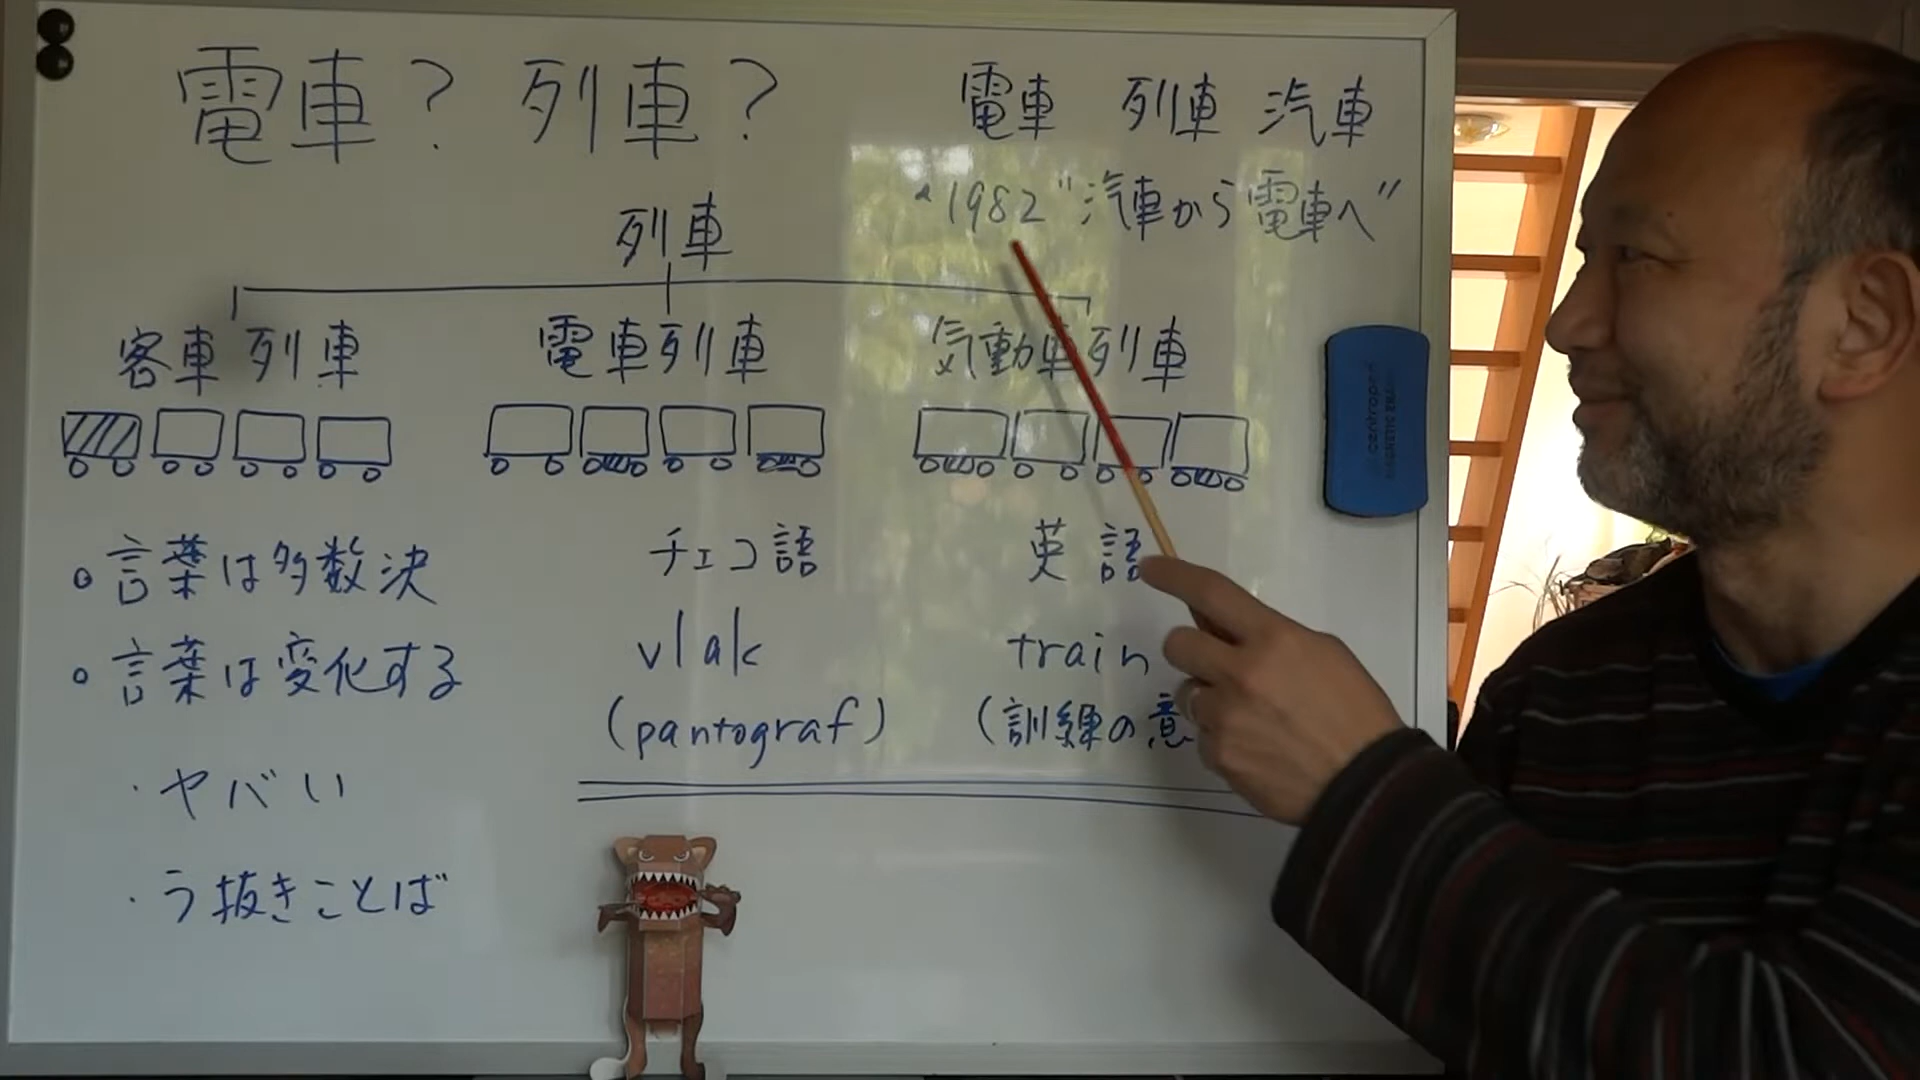 電車? 列車?
電車 列車 汽車
・1982 "汽車から電車へ"
列車
客車列車
電車列車
気動車列車
。言葉は多数決
。言葉は変化する
・ヤバい
・ら抜きことば
チェコ語
vlak
(pantograf)
英語
train
(訓練の意